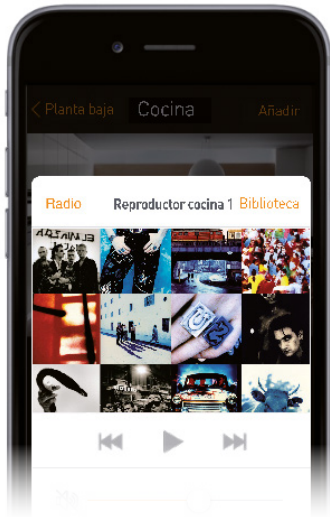 Planta baja
Cocina
Añadir
Radio
Reproductor cocina 1
Biblioteca